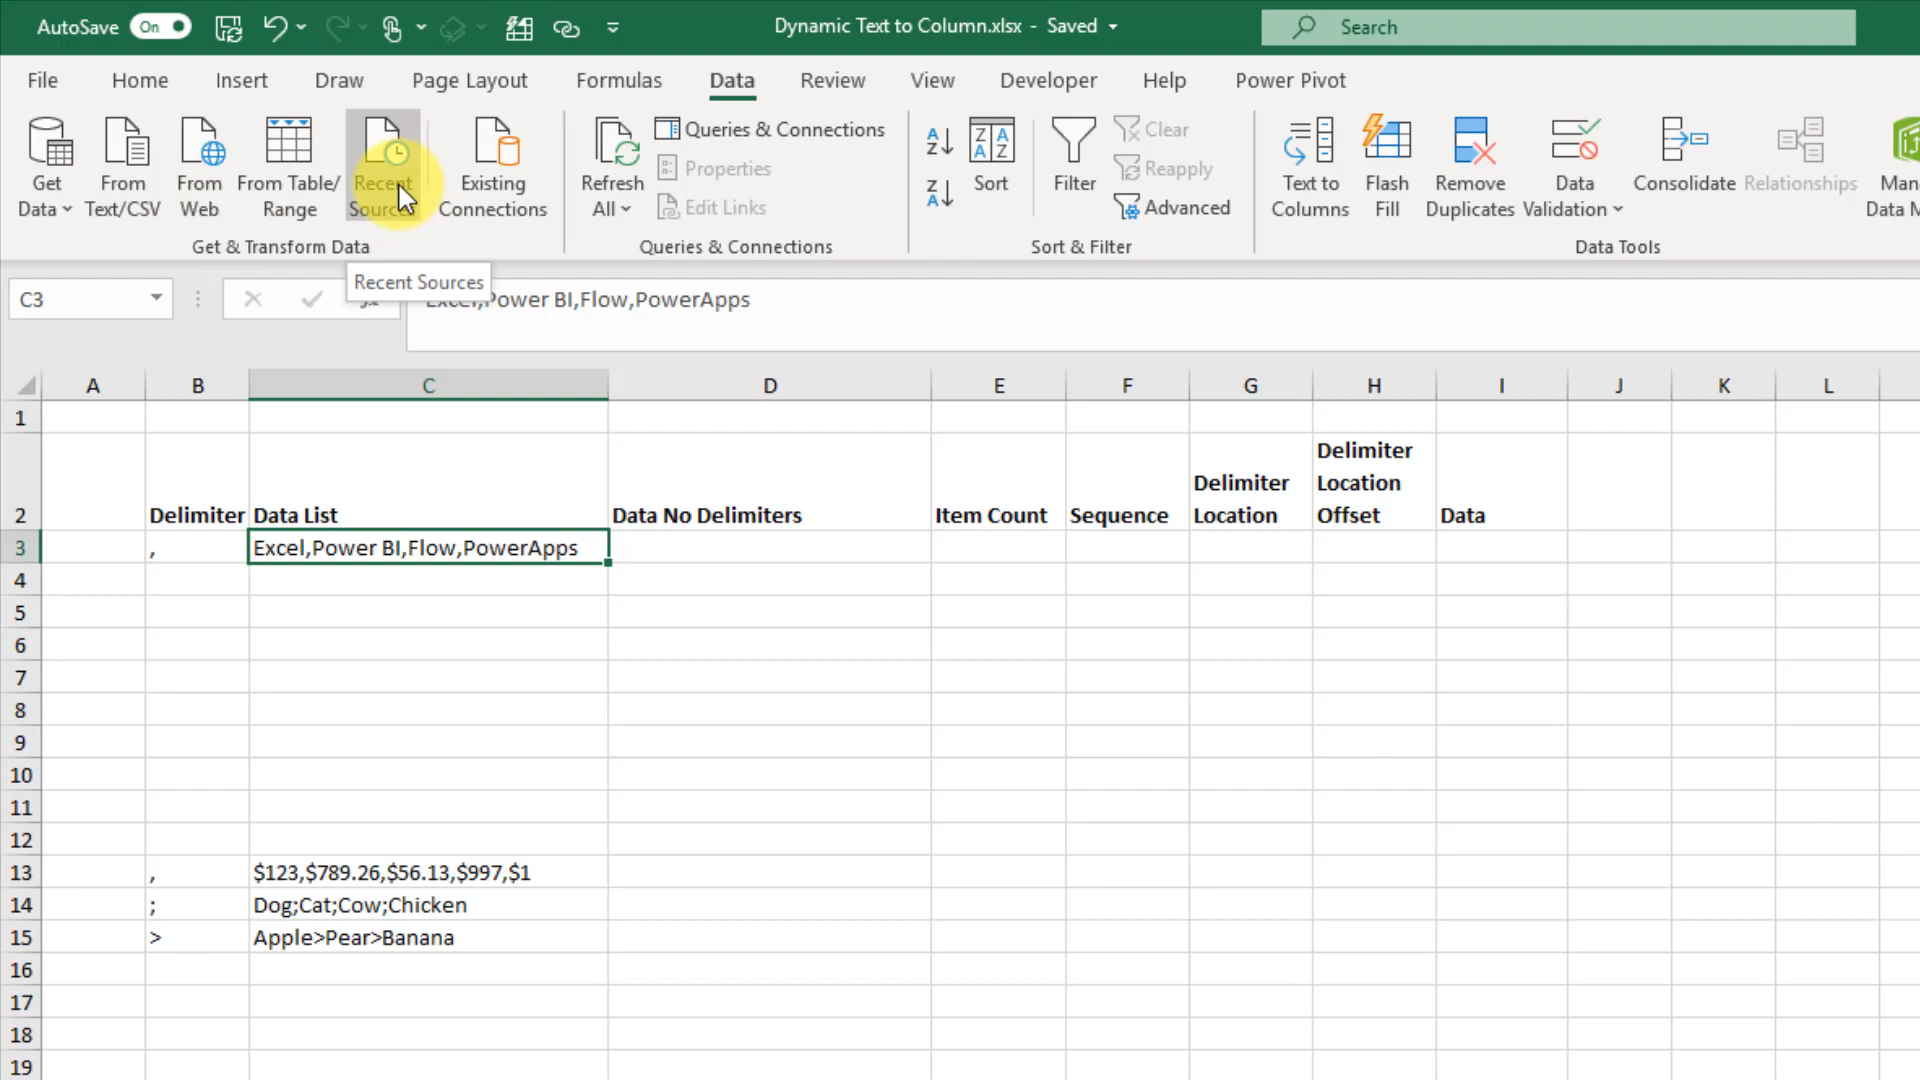 AutoSave On Dynamic Text to Column.xlsx - Saved Search
File Home Insert Draw Page Layout Formulas Data Review View Developer Help Power Pivot
Get Data
From Text/CSV
From Web
From Table/ Range
Recent Sources
Existing Connections
Get & Transform Data
Refresh All
Queries & Connections
Properties
Edit Links
Queries & Connections
Sort
Filter
Clear
Reapply
Advanced
Sort & Filter
Text to Columns
Flash Fill
Remove Duplicates
Data Validation
Consolidate
Relationships
Data Tools
Recent Sources
C3 Excel,Power BI,Flow,PowerApps
A B C D E F G H I J K L
1
2 Delimiter Data List Data No Delimiters Item Count Sequence Delimiter Location Delimiter Location Offset Data
3 , Excel,Power BI,Flow,PowerApps
4
5
6
7
8
9
10
11
12
13 , $123,$789.26,$56.13,$997,$1
14 ; Dog;Cat;Cow;Chicken
15 > Apple>Pear>Banana
16
17
18
19